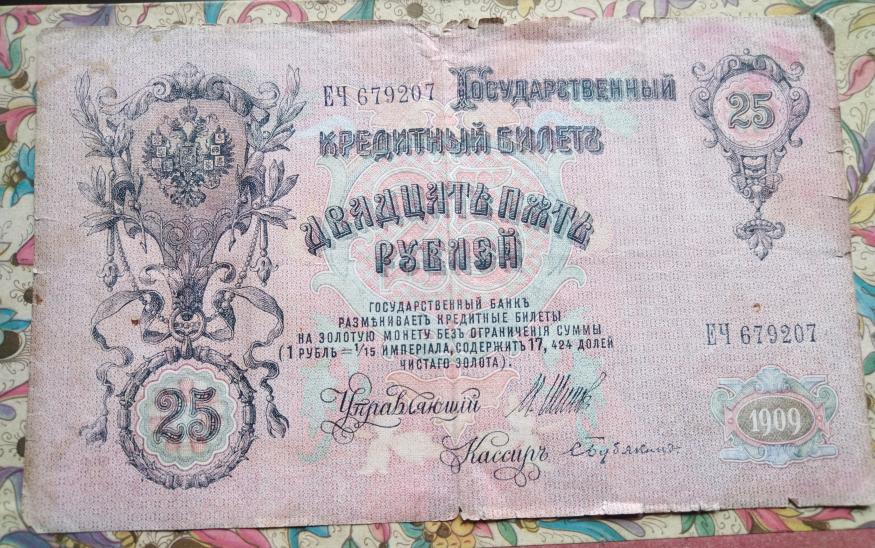 ЕЧ 679207 Государственный
25
Кредитный Билетъ
Двадцать пять
рублей
ГОСУДАРСТВЕННЫЙ БАНКЪ
РАЗМѢНИВАЕТЪ КРЕДИТНЫЕ БИЛЕТЫ
НА ЗОЛОТУЮ МОНЕТУ БЕЗЪ ОГРАНИЧЕНІЯ СУММЫ
(1 РУБЛЬ = 1/15 ИМПЕРІАЛА, СОДЕРЖИТЪ 17, 424 ДОЛЕЙ
ЧИСТАГО ЗОЛОТА).
ЕЧ 679207
25
Управляющій
Кассиръ
1909